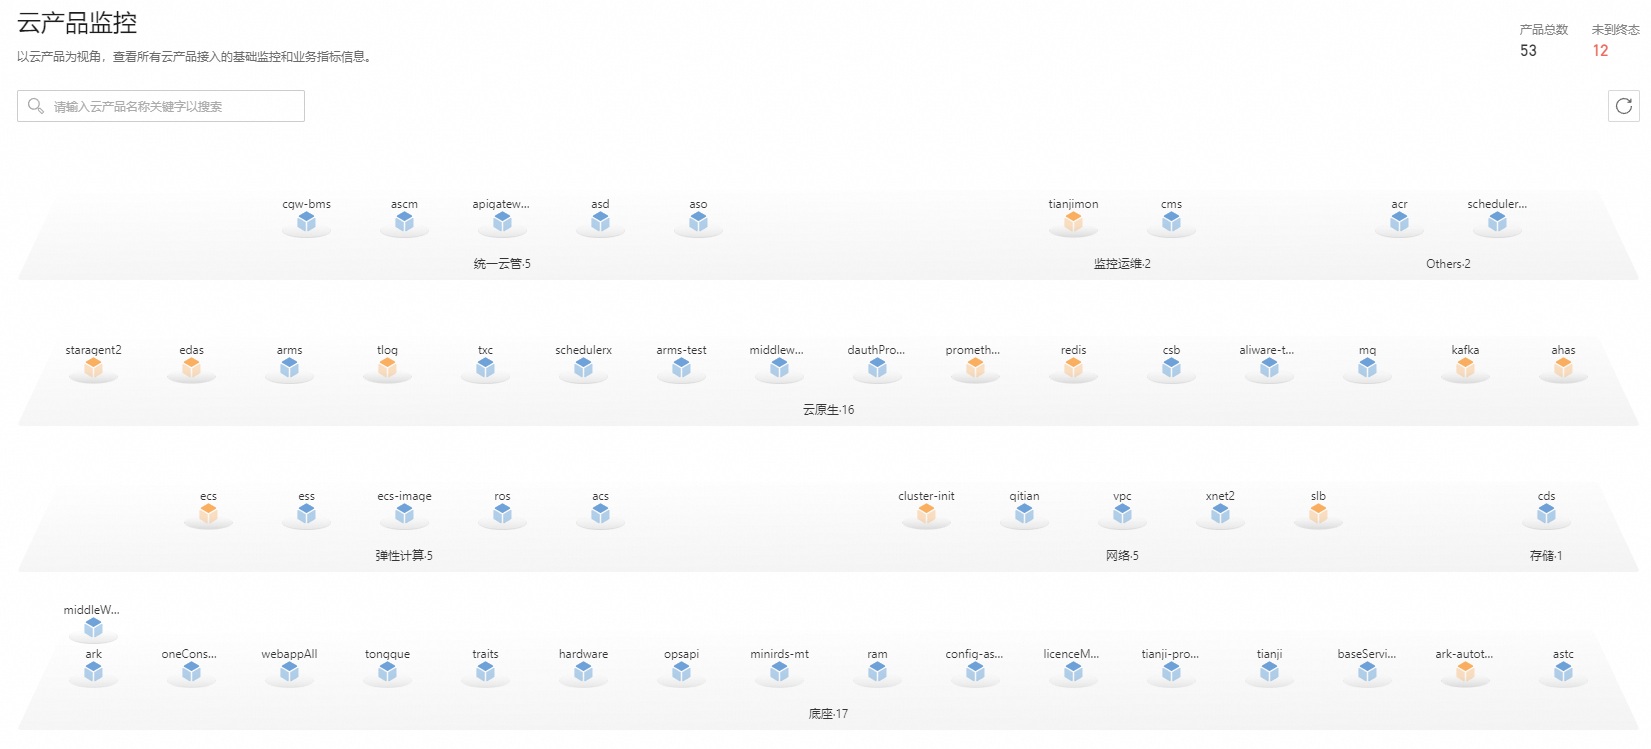 云产品监控
以云产品为视角，查看所有云产品接入的基础监控和业务指标信息。
产品总数 未到终态
53 12
请输入云产品名称关键字以搜索
cgw-bms ascm apigatew... asd aso tianjimon cms acr scheduler...
统一云管·5 监控运维·2 Others·2
staragent2 edas arms tlog txc schedulerx arms-test middlew... dauthPro... prometh... redis csb aliware-t... mq kafka ahas
云原生·16
ecs ess ecs-image ros acs cluster-init qitian vpc xnet2 slb cds
弹性计算·5 网络·5 存储·1
middleW...
ark oneCons... webappAll tongque traits hardware opsapi minirds-mt ram config-as... licenceM... tianji-pro... tianji baseServi... ark-autot... astc
底座·17